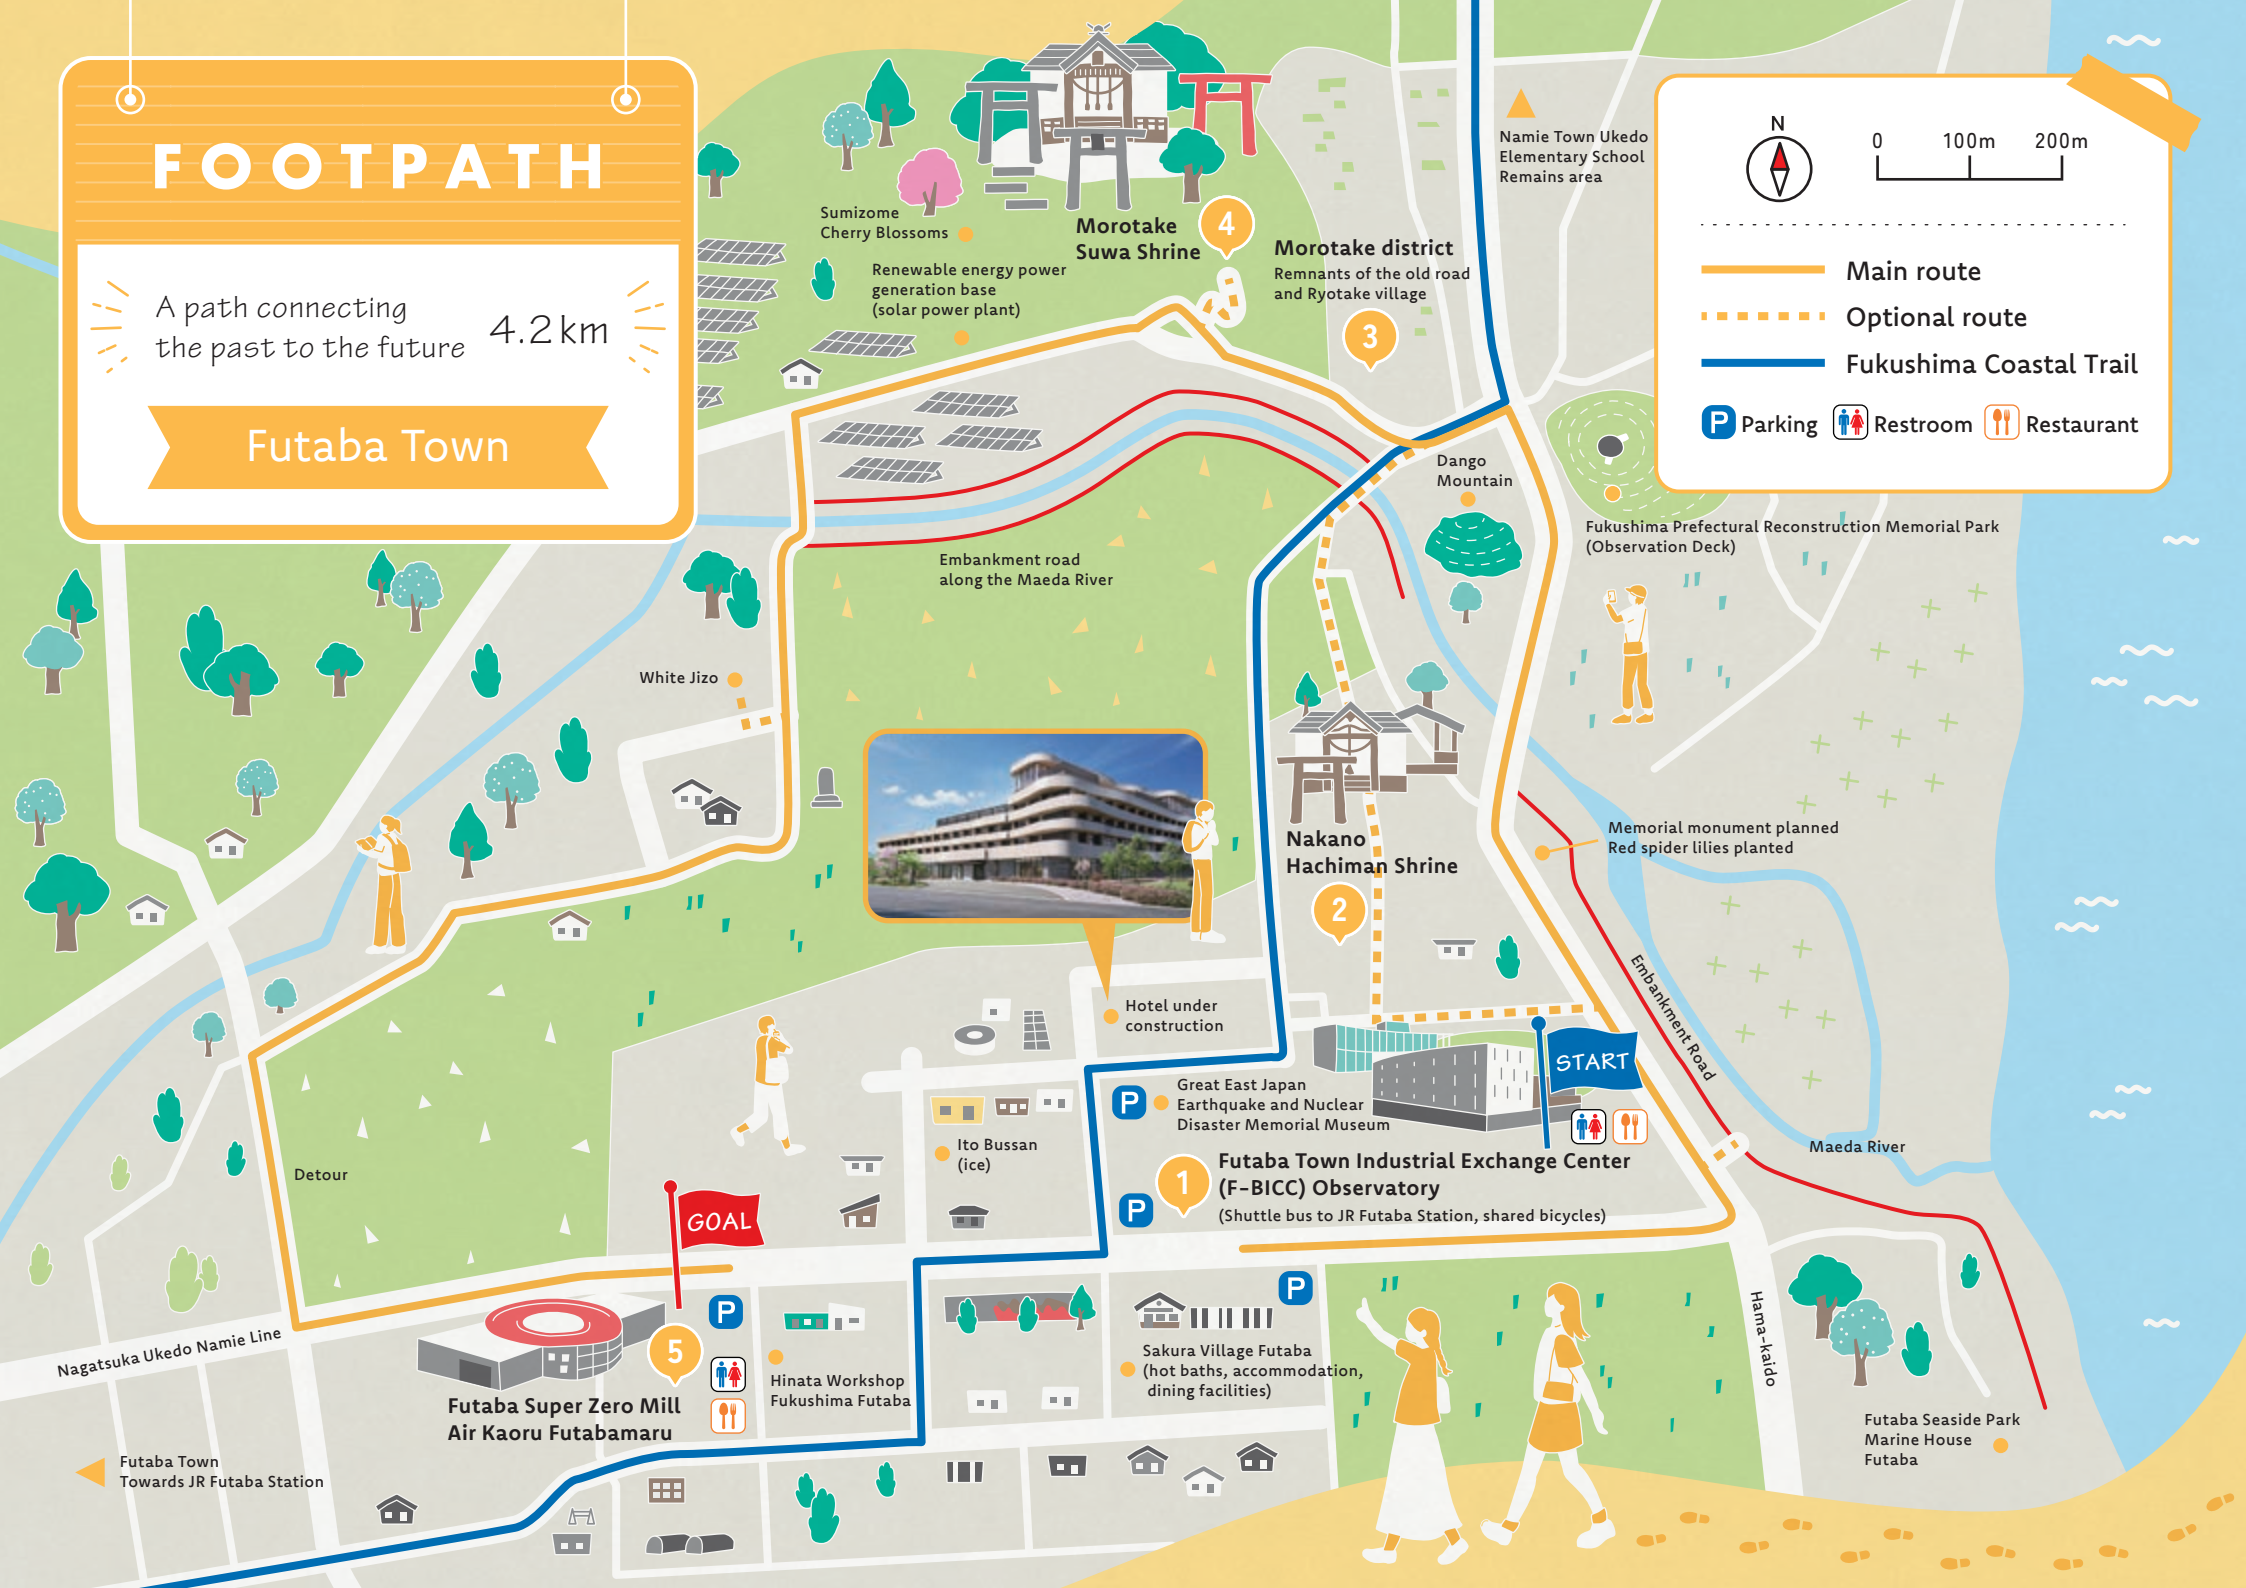 FOOTPATH
A path connecting
the past to the future
4.2km
Futaba Town
N
0 100m 200m
Main route
Optional route
Fukushima Coastal Trail
P Parking
Restroom
Restaurant
Namie Town Ukedo
Elementary School
Remains area
Sumizome
Cherry Blossoms
Morotake
Suwa Shrine
4
Renewable energy power
generation base
(solar power plant)
Morotake district
Remnants of the old road
and Ryotake village
3
Dango
Mountain
Fukushima Prefectural Reconstruction Memorial Park
(Observation Deck)
Embankment road
along the Maeda River
White Jizo
Nakano
Hachiman Shrine
2
Memorial monument planned
Red spider lilies planted
Embankment Road
Hotel under
construction
START
P
Great East Japan
Earthquake and Nuclear
Disaster Memorial Museum
Ito Bussan
(ice)
Maeda River
P
1
Futaba Town Industrial Exchange Center
(F-BICC) Observatory
(Shuttle bus to JR Futaba Station, shared bicycles)
Detour
GOAL
P
P
Hama-kaido
Nagatsuka Ukedo Namie Line
5
Futaba Super Zero Mill
Air Kaoru Futabamaru
Hinata Workshop
Fukushima Futaba
Sakura Village Futaba
(hot baths, accommodation,
dining facilities)
Futaba Seaside Park
Marine House
Futaba
Futaba Town
Towards JR Futaba Station